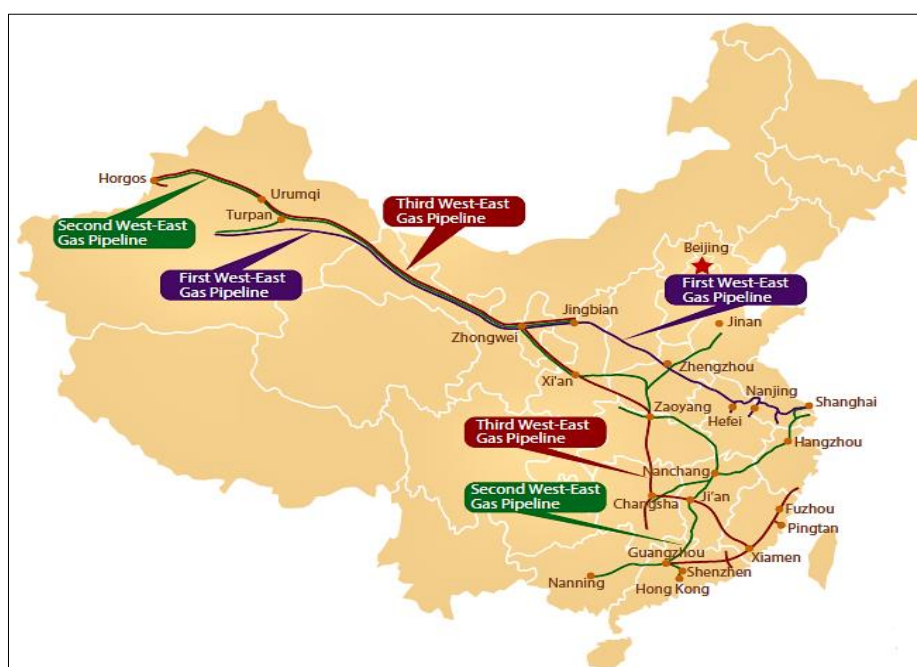 Horgos
Urumqi
Turpan
Second West-East
Gas Pipeline
First West-East
Gas Pipeline
Third West-East
Gas Pipeline
Beijing
First West-East
Gas Pipeline
Jingbian
Jinan
Zhongwei
Zhengzhou
Xi'an
Nanjing
Shanghai
Hefei
Zaoyang
Hangzhou
Third West-East
Gas Pipeline
Nanchang
Second West-East
Gas Pipeline
Changsha
Ji'an
Fuzhou
Pingtan
Guangzhou
Xiamen
Shenzhen
Nanning
Hong Kong